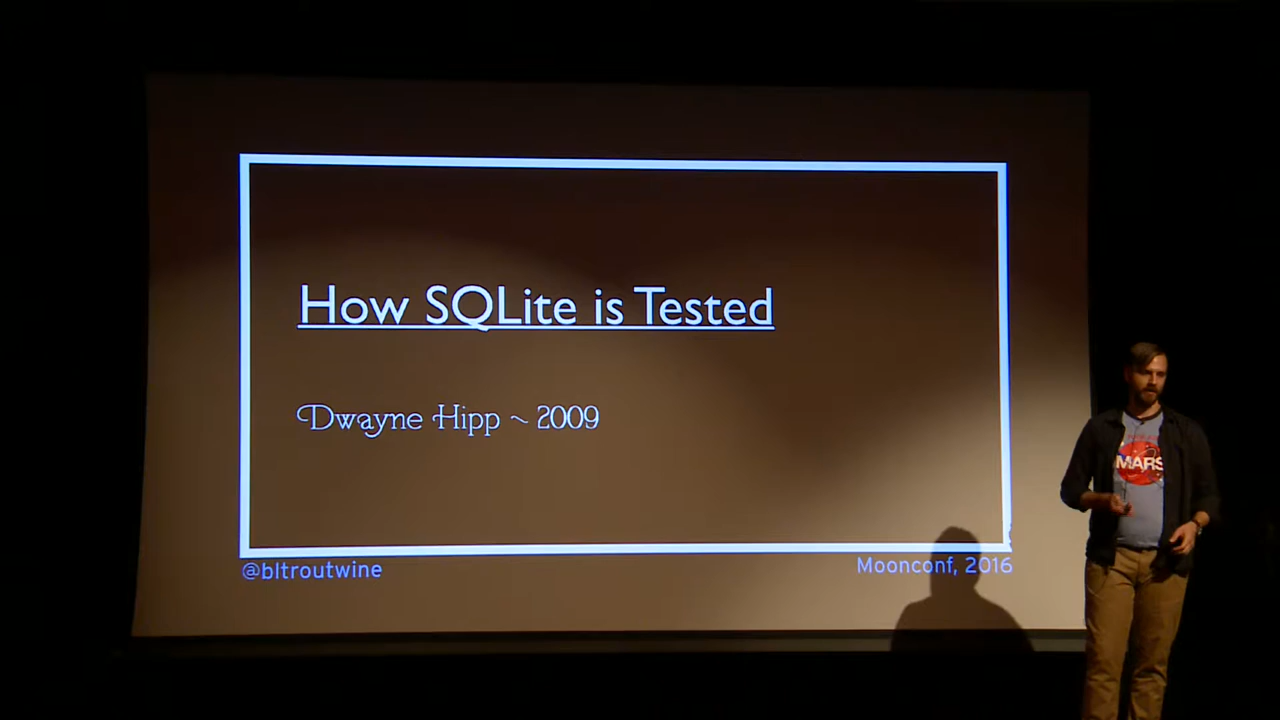 How SQLite is Tested
Dwayne Hipp ~ 2009
@bltroutwine
Moonconf, 2016
MARS